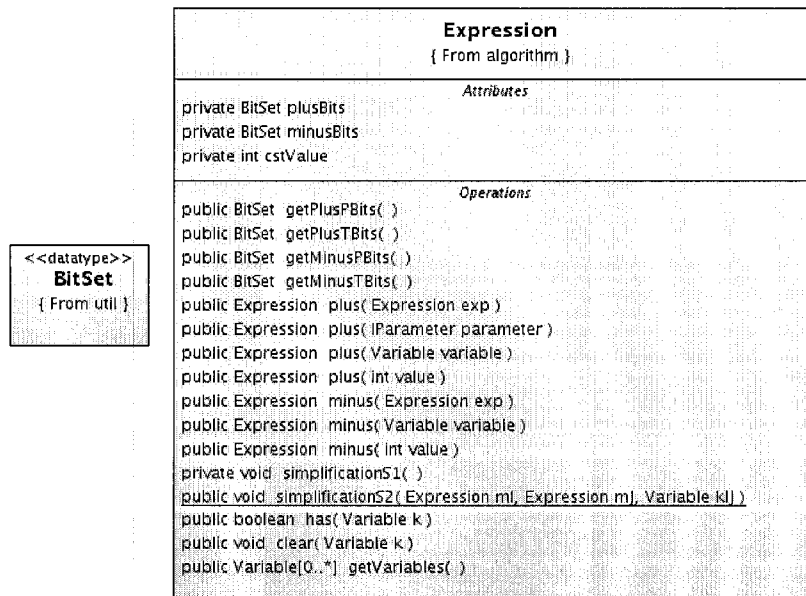 Expression
{ From algorithm }
Attributes
private BitSet plusBits
private BitSet minusBits
private int cstValue
Operations
public BitSet getPlusPBits( )
public BitSet getPlusTBits( )
public BitSet getMinusPBits( )
public BitSet getMinusTBits( )
public Expression plus( Expression exp )
public Expression plus( IParameter parameter )
public Expression plus( Variable variable )
public Expression plus( int value )
public Expression minus( Expression exp )
public Expression minus( Variable variable )
public Expression minus( int value )
private void simplificationS1( )
public void simplificationS2( Expression mI, Expression mJ, Variable kIJ )
public boolean has( Variable k )
public void clear( Variable k )
public Variable[0..*] getVariables( )
<<datatype>>
BitSet
{ From util }